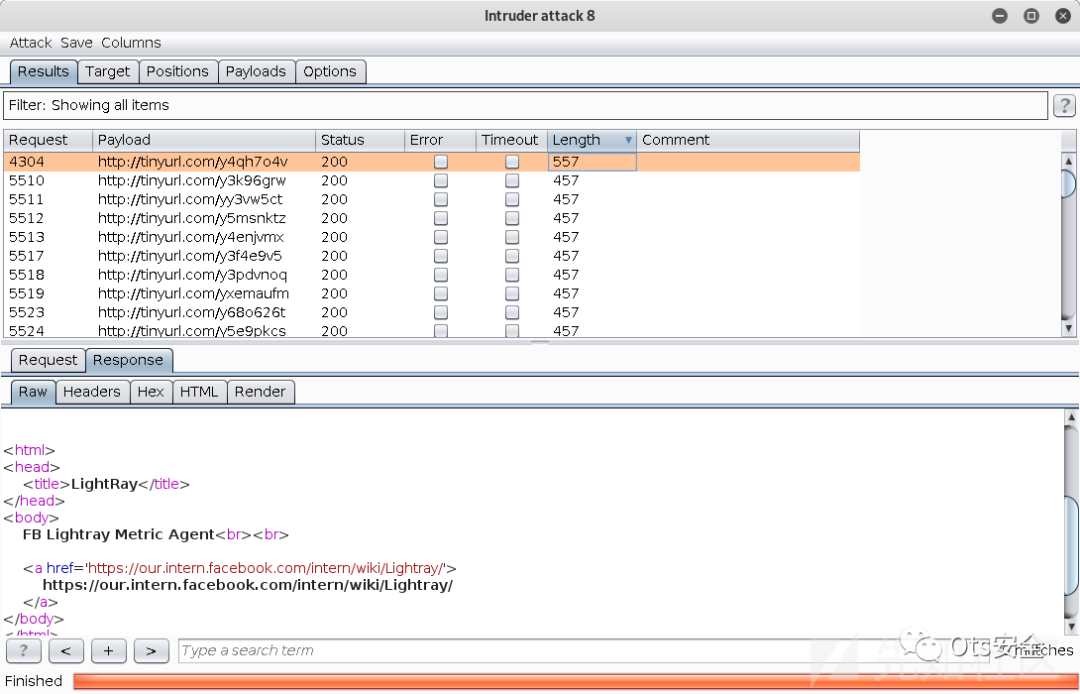 Intruder attack 8
Attack Save Columns
Results Target Positions Payloads Options
Filter: Showing all items ?
Request Payload Status Error Timeout Length Comment
4304 http://tinyurl.com/y4qh7o4v 200 557
5510 http://tinyurl.com/y3k96grw 200 457
5511 http://tinyurl.com/yy3vw5ct 200 457
5512 http://tinyurl.com/y5msnktz 200 457
5513 http://tinyurl.com/y4enjvmx 200 457
5517 http://tinyurl.com/y3f4e9v5 200 457
5518 http://tinyurl.com/y3pdvnoq 200 457
5519 http://tinyurl.com/yxemaufm 200 457
5523 http://tinyurl.com/y68o626t 200 457
5524 http://tinyurl.com/y5e9pkcs 200 457
Request Response
Raw Headers Hex HTML Render
<html>
<head>
<title>LightRay</title>
</head>
<body>
FB Lightray Metric Agent<br><br>
<a href='https://our.intern.facebook.com/intern/wiki/Lightray/'>
https://our.intern.facebook.com/intern/wiki/Lightray/
</a>
</body>
</html>
? < + > Type a search term matches
Ots安全
Finished